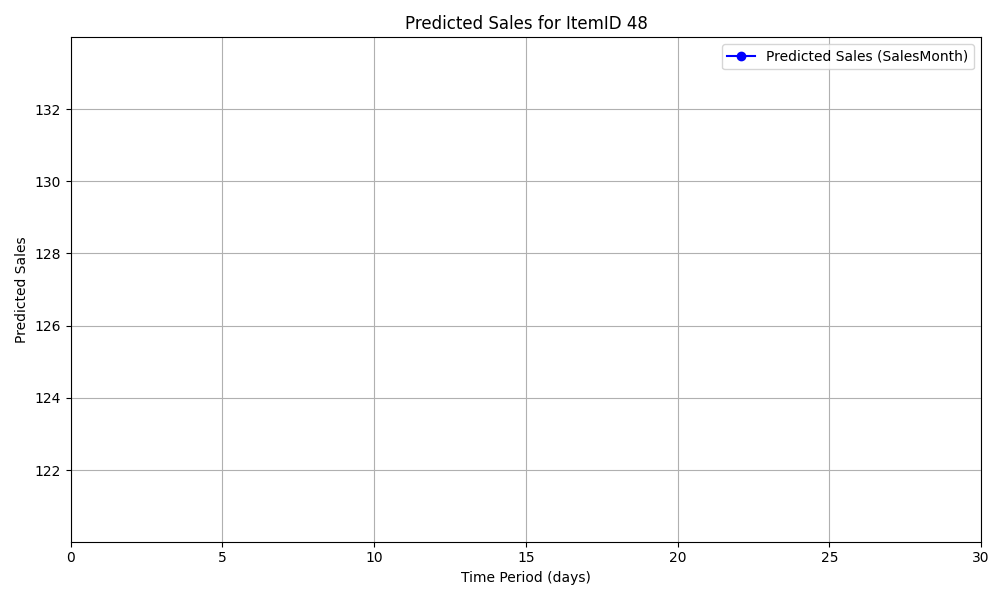 Predicted Sales for ItemID 48
Predicted Sales (SalesMonth)
Predicted Sales
132
130
128
126
124
122
0 5 10 15 20 25 30
Time Period (days)